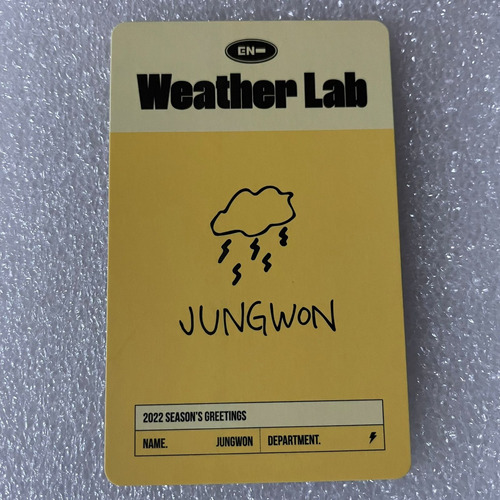 EN-
Weather Lab
JUNGWON
2022 SEASON'S GREETINGS
NAME. JUNGWON DEPARTMENT.